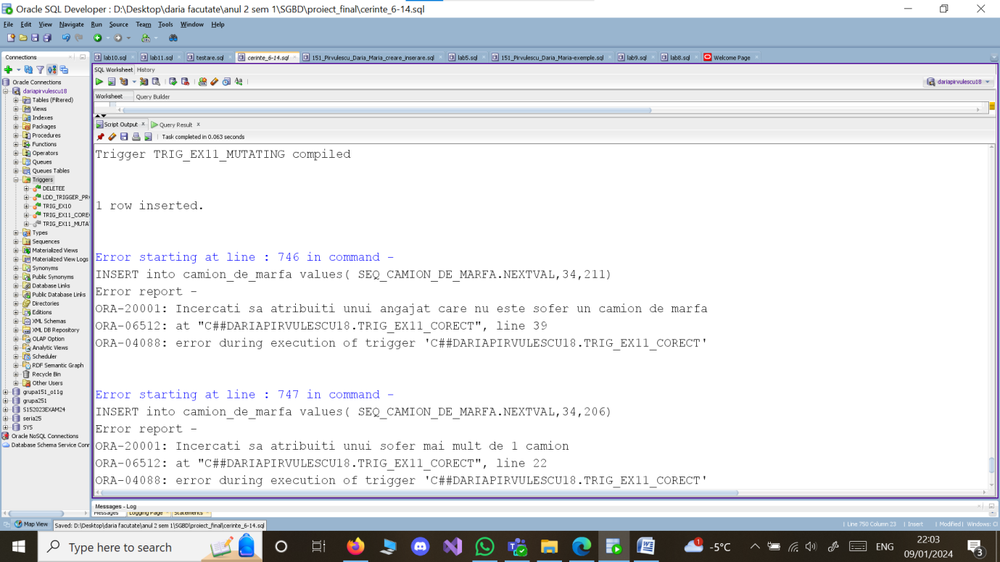 Oracle SQL Developer : D:\Desktop\daria facutate\anul 2 sem 1\SGBD\proiect_final\cerinte_6-14.sql
File Edit View Navigate Run Source Team Tools Window Help
Connections
lab10.sql lab11.sql testare.sql cerinte_6-14.sql 151_Pirvulescu_Daria_Maria_creare_inserare.sql lab5.sql 151_Pirvulescu_Daria_Maria-exemple.sql lab9.sql lab8.sql Welcome Page
Oracle Connections
dariapirvulescu18
Tables (Filtered)
Views
Indexes
Packages
Procedures
Functions
Operators
Queues
Queues Tables
Triggers
DELETEE
LDD_TRIGGER_PR
TRIG_EX10
TRIG_EX11_CORE
TRIG_EX11_MUTA
Types
Sequences
Materialized Views
Materialized View Logs
Synonyms
Public Synonyms
Database Links
Public Database Links
Directories
Editions
XML Schemas
XML DB Repository
OLAP Option
Analytic Views
Scheduler
RDF Semantic Graph
Recycle Bin
Other Users
grupa151_o11g
grupa251
S152023EXAM24
seria25
SYS
Oracle NoSQL Connections
Database Schema Service Conr
SQL Worksheet History
dariapirvulescu18
Worksheet Query Builder
Script Output x Query Result x
Task completed in 0.063 seconds
Trigger TRIG_EX11_MUTATING compiled
1 row inserted.
Error starting at line : 746 in command -
INSERT into camion_de_marfa values( SEQ_CAMION_DE_MARFA.NEXTVAL,34,211)
Error report -
ORA-20001: Incercati sa atribuiti unui angajat care nu este sofer un camion de marfa
ORA-06512: at "C##DARIAPIRVULESCU18.TRIG_EX11_CORECT", line 39
ORA-04088: error during execution of trigger 'C##DARIAPIRVULESCU18.TRIG_EX11_CORECT'
Error starting at line : 747 in command -
INSERT into camion_de_marfa values( SEQ_CAMION_DE_MARFA.NEXTVAL,34,206)
Error report -
ORA-20001: Incercati sa atribuiti unui sofer mai mult de 1 camion
ORA-06512: at "C##DARIAPIRVULESCU18.TRIG_EX11_CORECT", line 22
ORA-04088: error during execution of trigger 'C##DARIAPIRVULESCU18.TRIG_EX11_CORECT'
Messages - Log
Messages Logging Page Statements
Map View Saved: D:\Desktop\daria facutate\anul 2 sem 1\SGBD\proiect_final\cerinte_6-14.sql
Line 750 Column 23 Insert Modified Windows:
Type here to search
1
-5°C
ENG
22:03
09/01/2024
3